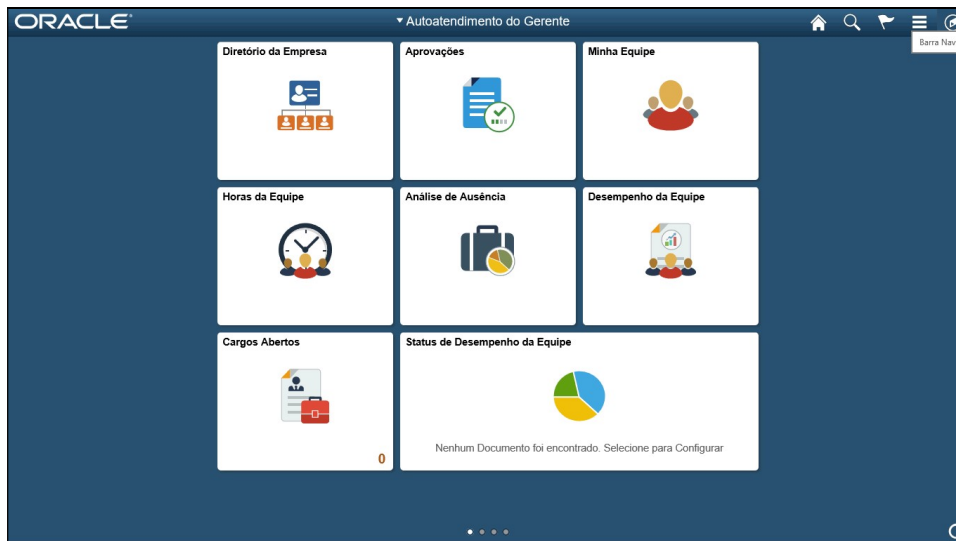 ORACLE
Autoatendimento do Gerente
Barra Nav
Diretório da Empresa
Aprovações
Minha Equipe
Horas da Equipe
Análise de Ausência
Desempenho da Equipe
Cargos Abertos
0
Status de Desempenho da Equipe
Nenhum Documento foi encontrado. Selecione para Configurar